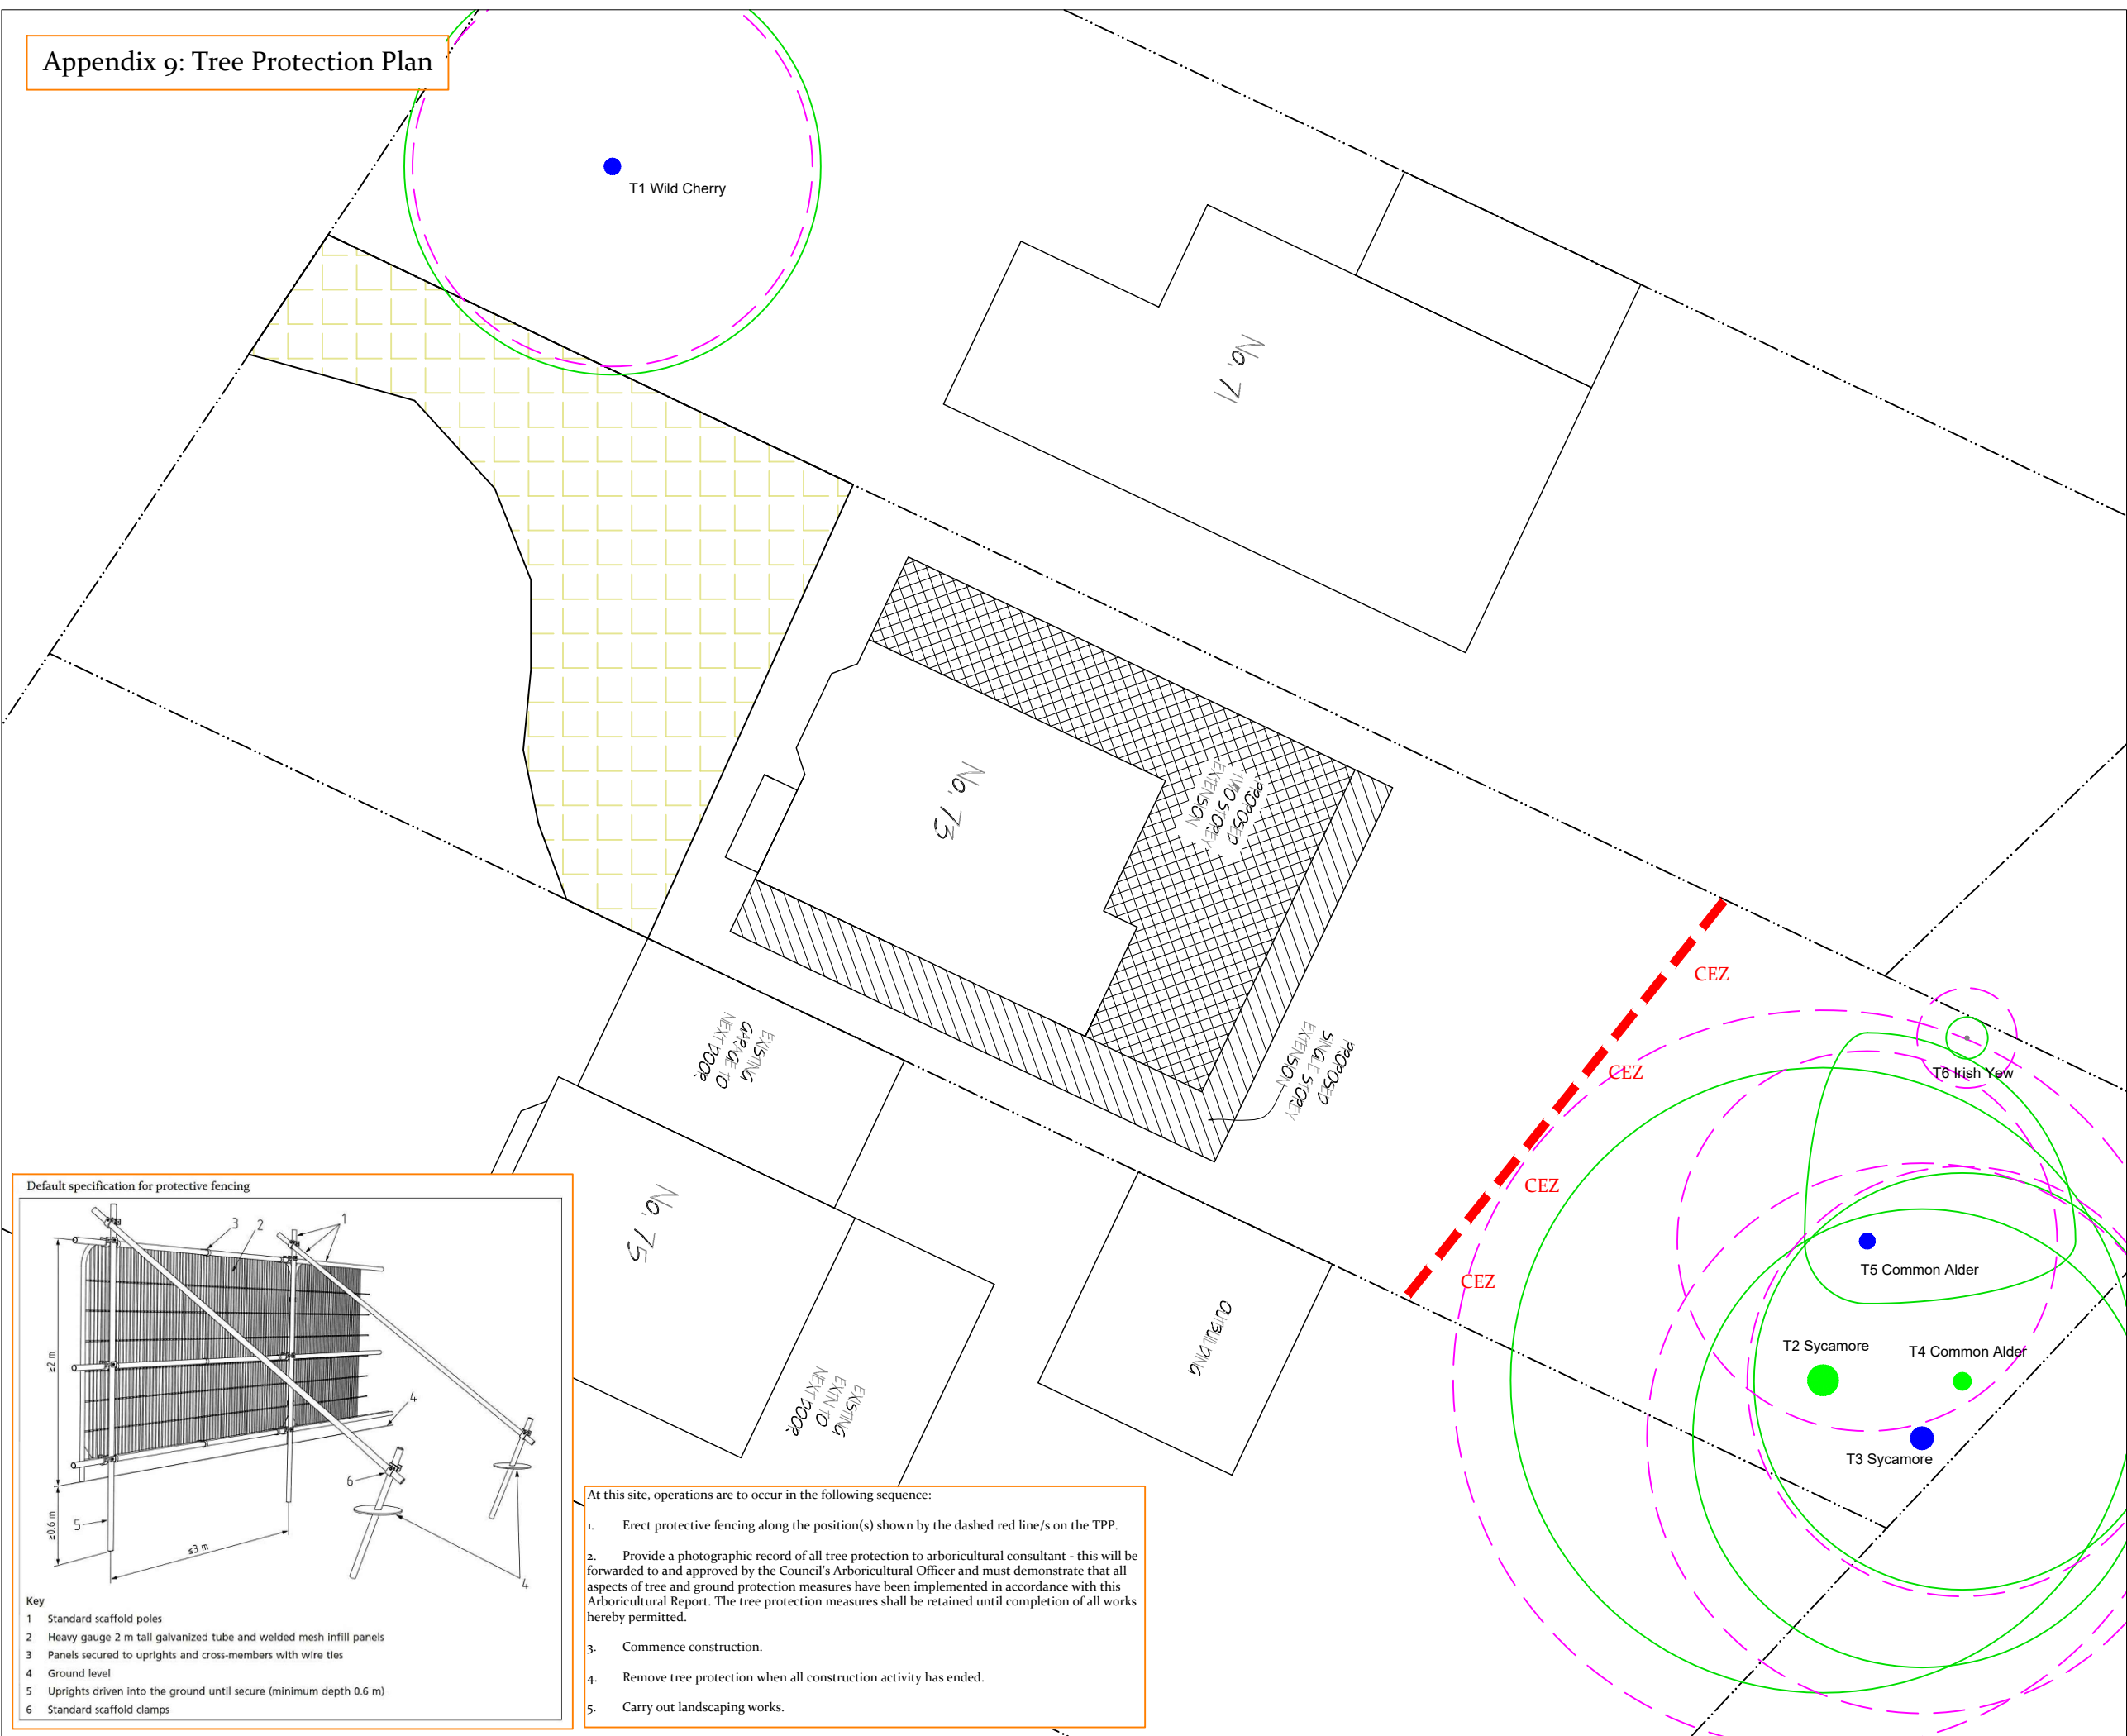 Appendix 9: Tree Protection Plan
T1 Wild Cherry
No. 71
No. 73
PROPOSED
TWO STOREY
EXTENSION
CEZ
CEZ
CEZ
CEZ
T6 Irish Yew
EXISTING
GARAGE TO
NEXT DOOR
PROPOSED
SINGLE STOREY
EXTENSION
No. 75
T5 Common Alder
T2 Sycamore
T4 Common Alder
T3 Sycamore
OUTBUILDING
EXISTING
EXTN TO
NEXT DOOR
Default specification for protective fencing
1
2
3
≥2 m
4
6
5
≥0.6 m
≤3 m
4
Key
1 Standard scaffold poles
2 Heavy gauge 2 m tall galvanized tube and welded mesh infill panels
3 Panels secured to uprights and cross-members with wire ties
4 Ground level
5 Uprights driven into the ground until secure (minimum depth 0.6 m)
6 Standard scaffold clamps
At this site, operations are to occur in the following sequence:
1. Erect protective fencing along the position(s) shown by the dashed red line/s on the TPP.
2. Provide a photographic record of all tree protection to arboricultural consultant - this will be
forwarded to and approved by the Council's Arboricultural Officer and must demonstrate that all
aspects of tree and ground protection measures have been implemented in accordance with this
Arboricultural Report. The tree protection measures shall be retained until completion of all works
hereby permitted.
3. Commence construction.
4. Remove tree protection when all construction activity has ended.
5. Carry out landscaping works.